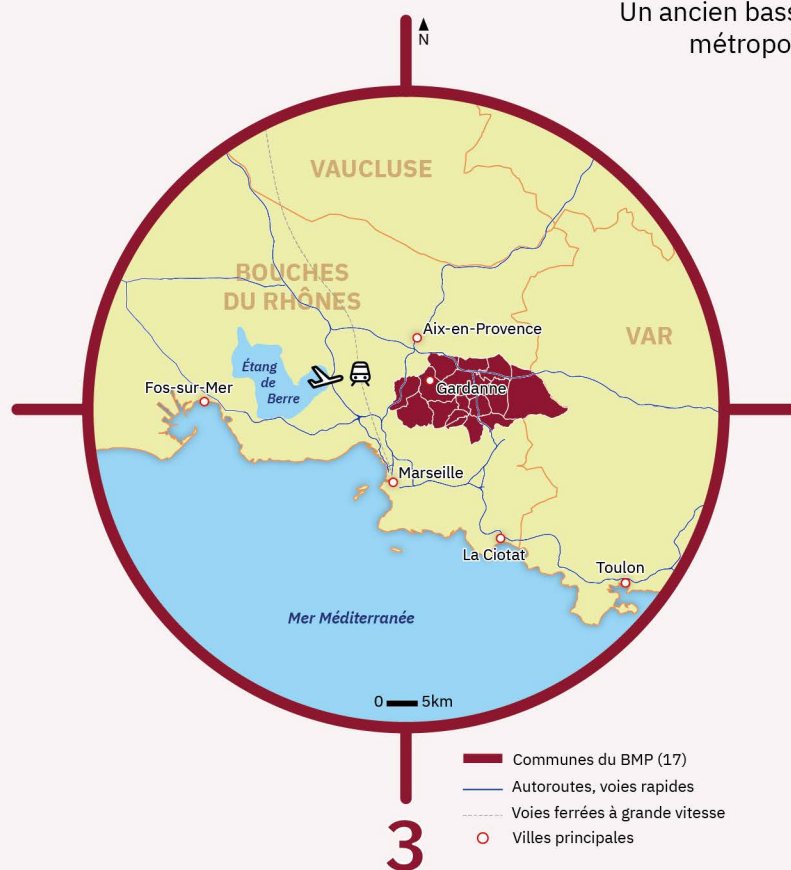 Un ancien bass
métropo
N
VAUCLUSE
BOUCHES
DU RHÔNES
VAR
Aix-en-Provence
Étang
de
Berre
Fos-sur-Mer
Gardanne
Marseille
La Ciotat
Toulon
Mer Méditerranée
0 5km
Communes du BMP (17)
Autoroutes, voies rapides
Voies ferrées à grande vitesse
Villes principales
3